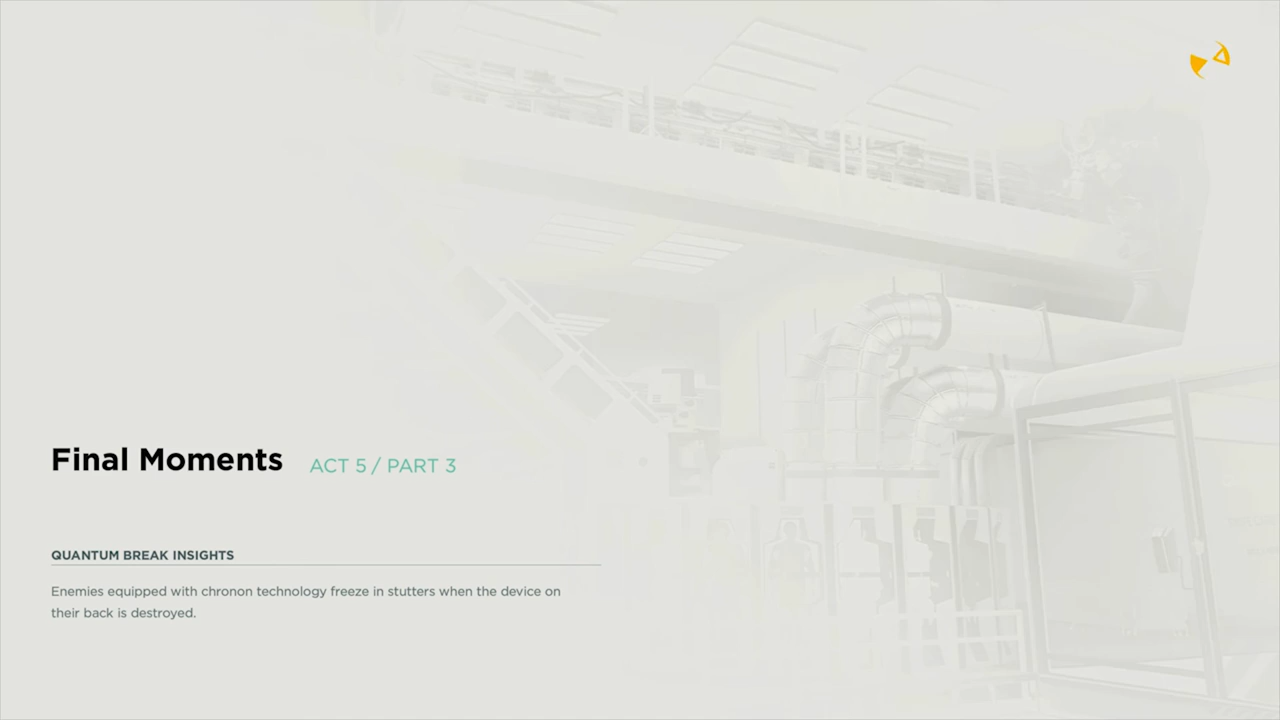 Final Moments ACT 5 / PART 3
QUANTUM BREAK INSIGHTS
Enemies equipped with chronon technology freeze in stutters when the device on
their back is destroyed.